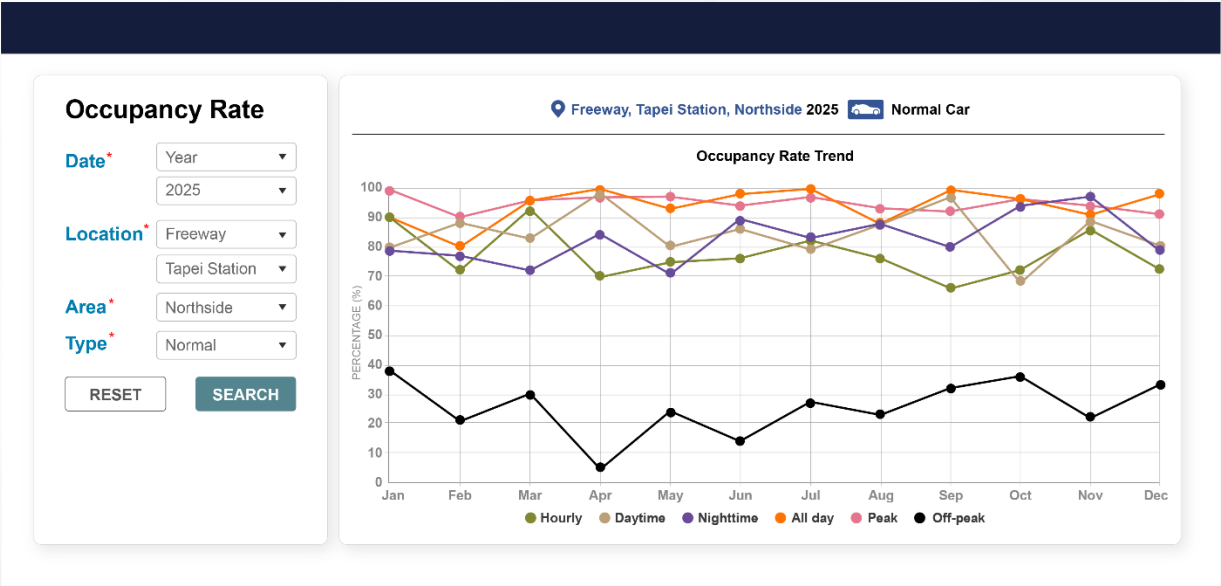 Occupancy Rate
Date*
Year
2025
Location*
Freeway
Tapei Station
Area*
Northside
Type*
Normal
RESET
SEARCH
Freeway, Tapei Station, Northside 2025 Normal Car
Occupancy Rate Trend
PERCENTAGE (%)
100
90
80
70
60
50
40
30
20
10
0
Jan Feb Mar Apr May Jun Jul Aug Sep Oct Nov Dec
Hourly Daytime Nighttime All day Peak Off-peak